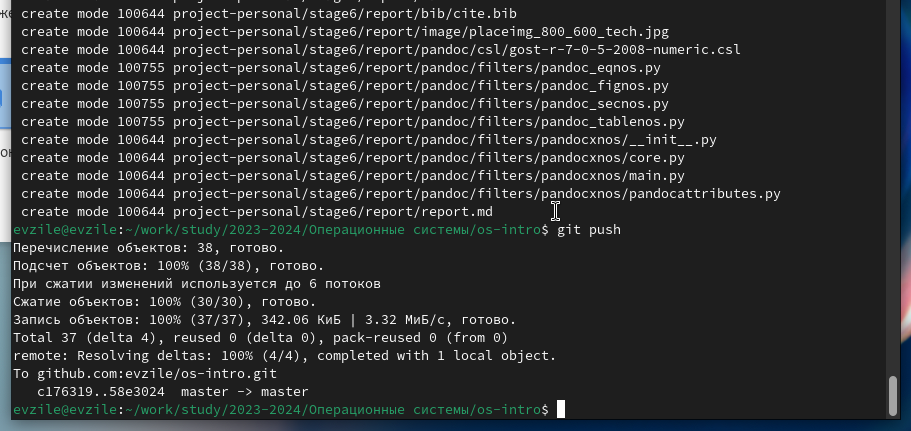 create mode 100644 project-personal/stage6/report/bib/cite.bib
create mode 100644 project-personal/stage6/report/image/placeimg_800_600_tech.jpg
create mode 100644 project-personal/stage6/report/pandoc/csl/gost-r-7-0-5-2008-numeric.csl
create mode 100755 project-personal/stage6/report/pandoc/filters/pandoc_eqnos.py
create mode 100755 project-personal/stage6/report/pandoc/filters/pandoc_fignos.py
create mode 100755 project-personal/stage6/report/pandoc/filters/pandoc_secnos.py
create mode 100755 project-personal/stage6/report/pandoc/filters/pandoc_tablenos.py
create mode 100644 project-personal/stage6/report/pandoc/filters/pandocxnos/__init__.py
create mode 100644 project-personal/stage6/report/pandoc/filters/pandocxnos/core.py
create mode 100644 project-personal/stage6/report/pandoc/filters/pandocxnos/main.py
create mode 100644 project-personal/stage6/report/pandoc/filters/pandocxnos/pandocattributes.py
create mode 100644 project-personal/stage6/report/report.md
evzile@evzile:~/work/study/2023-2024/Операционные системы/os-intro$ git push
Перечисление объектов: 38, готово.
Подсчет объектов: 100% (38/38), готово.
При сжатии изменений используется до 6 потоков
Сжатие объектов: 100% (30/30), готово.
Запись объектов: 100% (37/37), 342.06 КиБ | 3.32 МиБ/с, готово.
Total 37 (delta 4), reused 0 (delta 0), pack-reused 0 (from 0)
remote: Resolving deltas: 100% (4/4), completed with 1 local object.
To github.com:evzile/os-intro.git
c176319..58e3024  master -> master
evzile@evzile:~/work/study/2023-2024/Операционные системы/os-intro$